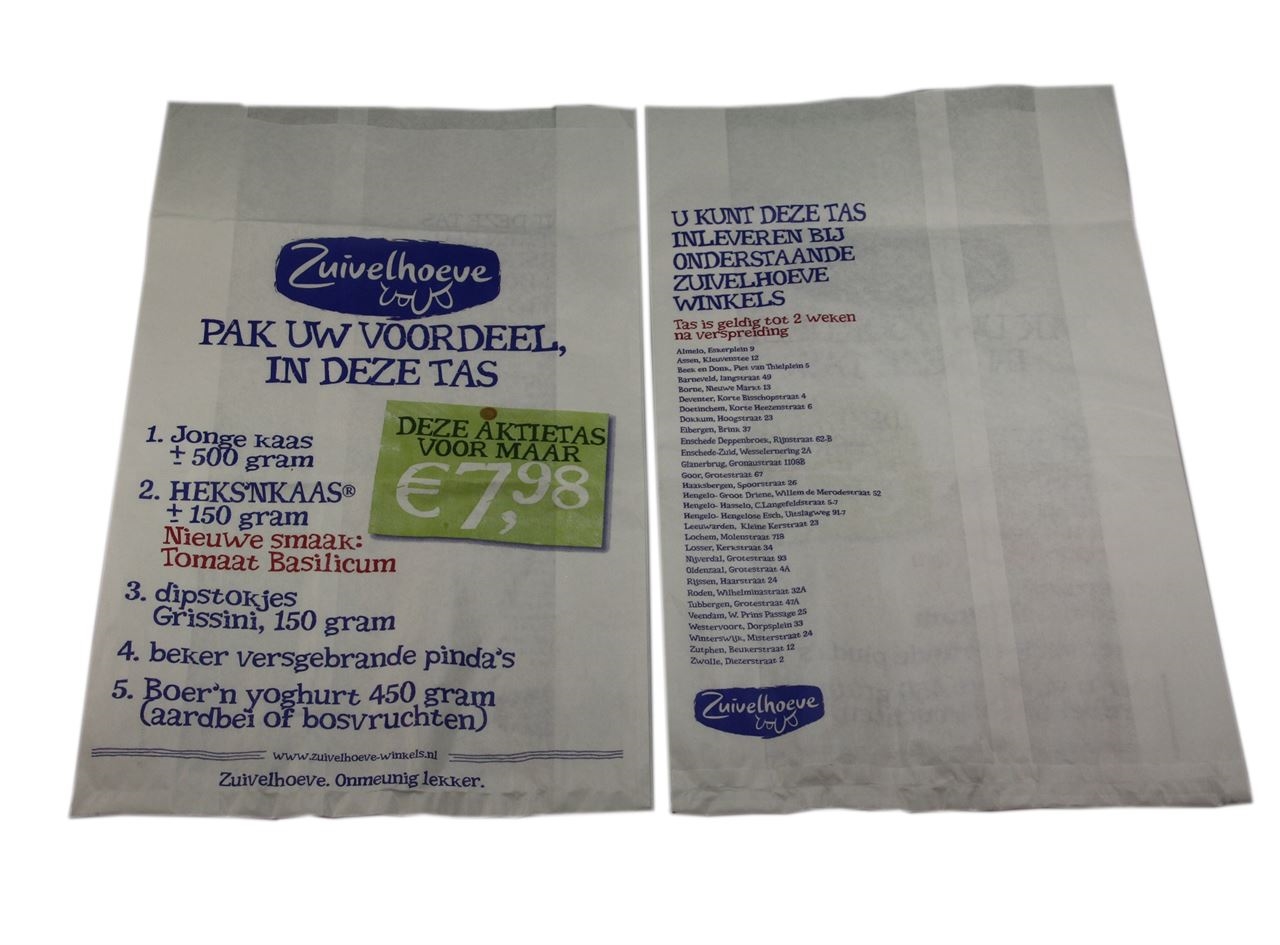 Zuivelhoeve
PAK UW VOORDEEL,
IN DEZE TAS
DEZE AKTIETAS
VOOR MAAR
€7,98
1. Jonge kaas
± 500 gram
2. HEKS'NKAAS®
± 150 gram
Nieuwe smaak:
Tomaat Basilicum
3. dipstokjes
Grissini, 150 gram
4. beker versgebrande pinda's
5. Boer'n yoghurt 450 gram
(aardbei of bosvruchten)
www.zuivelhoeve-winkels.nl
Zuivelhoeve. Onmeunig lekker.
U KUNT DEZE TAS
INLEVEREN BIJ
ONDERSTAANDE
ZUIVELHOEVE
WINKELS
Tas is geldig tot 2 weken
na verspreiding
Almelo, Eskerplein 9
Assen, Kleuvenstee 12
Beek en Donk, Piet van Thielplein 5
Barneveld, langstraat 49
Borne, Nieuwe Markt 13
Deventer, Korte Bisschopstraat 4
Doetinchem, Korte Heezenstraat 6
Dokkum, Hoogstraat 23
Eibergen, Brink 37
Enschede Deppenbroek, Rijnstraat 62-B
Enschede-Zuid, Wesselernering 2A
Glanerbrug, Gronaustraat 1108B
Goor, Grotestraat 67
Haaksbergen, Spoorstraat 26
Hengelo- Groot Driene, Willem de Merodestraat 52
Hengelo- Hasselo, C.Langefeldstraat 5-7
Hengelo- Hengelose Esch, Uitslagweg 91-7
Leeuwarden, Kleine Kerstraat 23
Lochem, Molenstraat 71B
Losser, Kerkstraat 34
Nijverdal, Grotestraat 93
Oldenzaal, Grotestraat 4A
Rijssen, Haarstraat 24
Roden, Wilhelminastraat 32A
Tubbergen, Grotestraat 47A
Veendam, W. Prins Passage 25
Westervoort, Dorpsplein 33
Winterswijk, Misterstraat 24
Zutphen, Beukerstraat 12
Zwolle, Diezerstraat 2
Zuivelhoeve